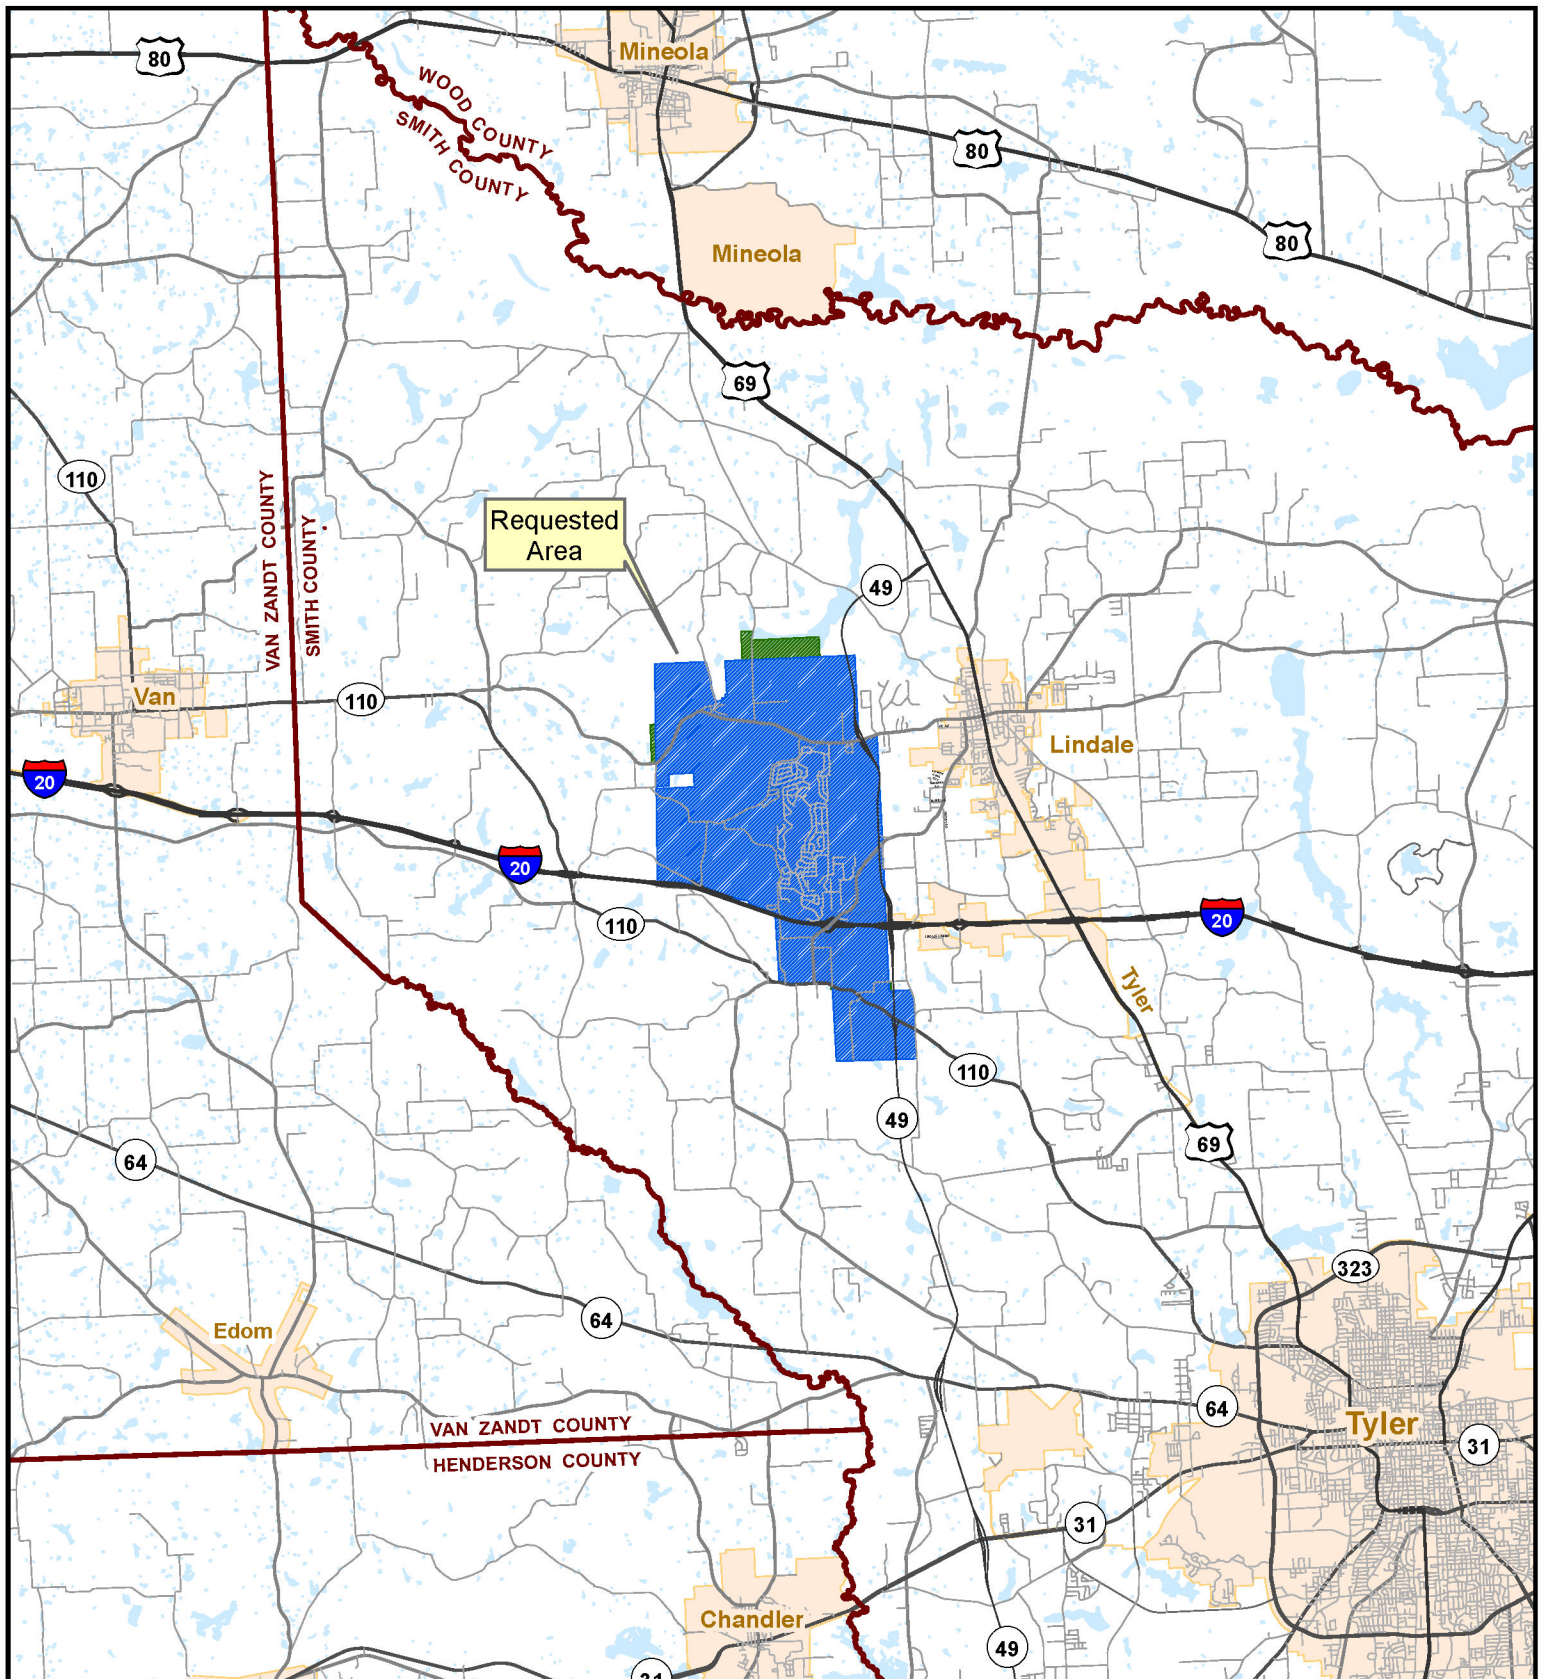 80
Mineola
WOOD COUNTY
SMITH COUNTY
80
Mineola
80
69
110
VAN ZANDT COUNTY
SMITH COUNTY
Requested
Area
49
Van
110
Lindale
20
20
110
20
Tyler
110
49
64
69
323
64
Edom
64
Tyler
31
VAN ZANDT COUNTY
HENDERSON COUNTY
31
Chandler
49
31